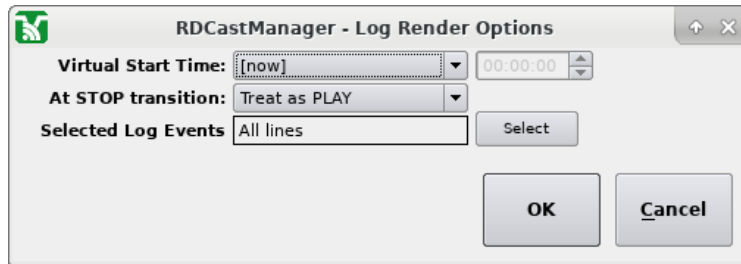 RDCastManager - Log Render Options
Virtual Start Time: [now] 00:00:00
At STOP transition: Treat as PLAY
Selected Log Events All lines Select
OK Cancel